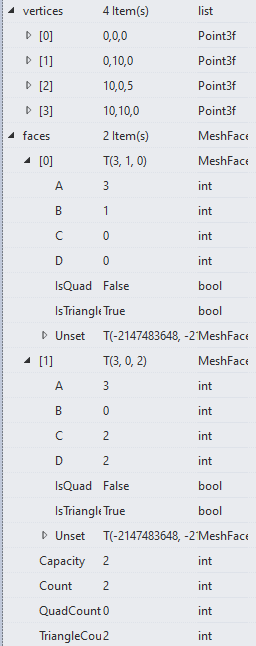 vertices 4 Item(s) list
[0] 0,0,0 Point3f
[1] 0,10,0 Point3f
[2] 10,0,5 Point3f
[3] 10,10,0 Point3f
faces 2 Item(s) MeshFace
[0] T(3, 1, 0) MeshFace
A 3 int
B 1 int
C 0 int
D 0 int
IsQuad False bool
IsTriangle True bool
Unset T(-2147483648, -21 MeshFace
[1] T(3, 0, 2) MeshFace
A 3 int
B 0 int
C 2 int
D 2 int
IsQuad False bool
IsTriangle True bool
Unset T(-2147483648, -21 MeshFace
Capacity 2 int
Count 2 int
QuadCount 0 int
TriangleCou 2 int